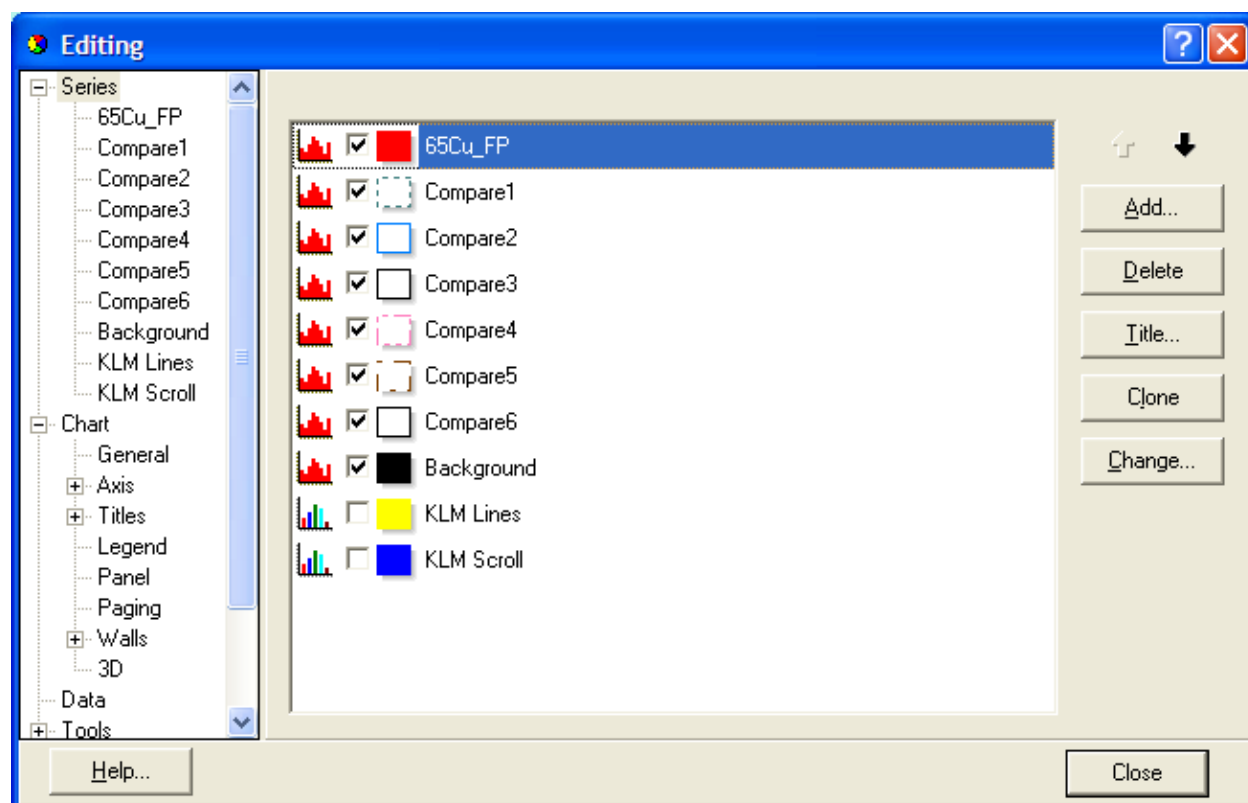 Editing
Series
65Cu_FP
Compare1
Compare2
Compare3
Compare4
Compare5
Compare6
Background
KLM Lines
KLM Scroll
Chart
General
Axis
Titles
Legend
Panel
Paging
Walls
3D
Data
Tools
65Cu_FP
Compare1
Compare2
Compare3
Compare4
Compare5
Compare6
Background
KLM Lines
KLM Scroll
Add...
Delete
Title...
Clone
Change...
Help...
Close